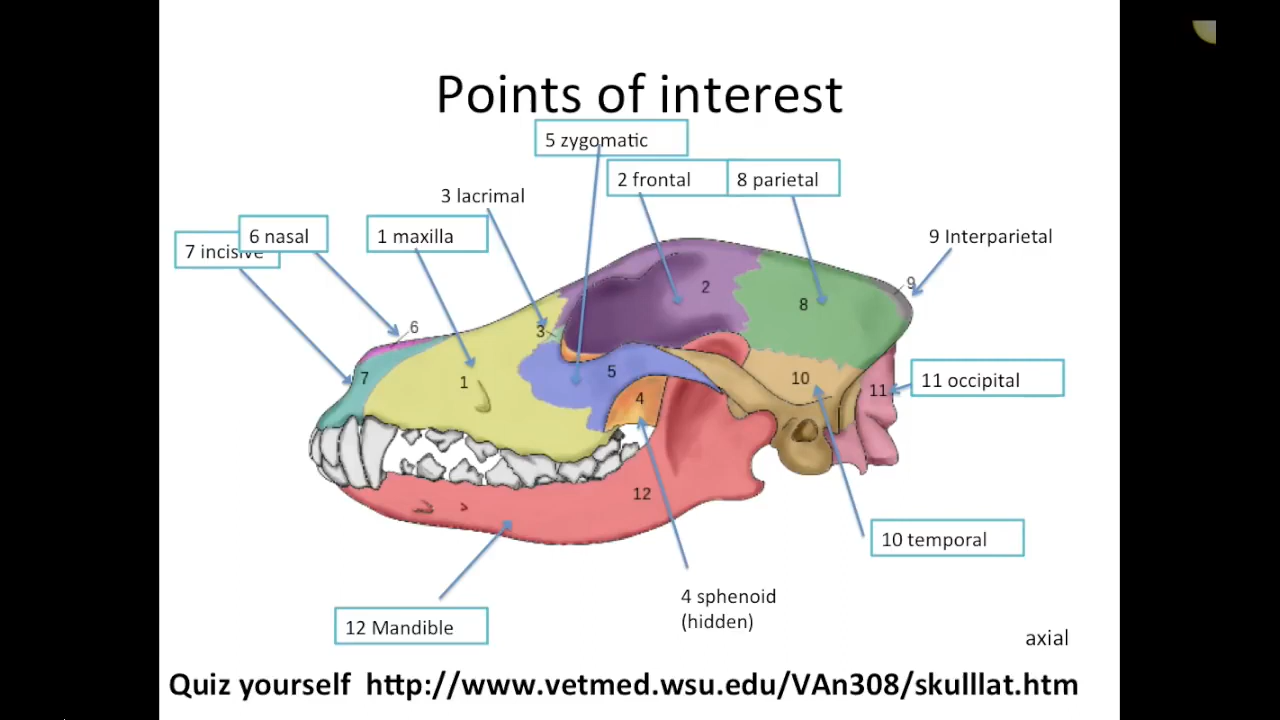 Points of interest
5 zygomatic
2 frontal
8 parietal
3 lacrimal
6 nasal
1 maxilla
9 Interparietal
7 incisive
9
2
8
6
3
5
7
1
10
11
11 occipital
4
12
10 temporal
4 sphenoid
(hidden)
12 Mandible
axial
Quiz yourself http://www.vetmed.wsu.edu/VAn308/skulllat.htm